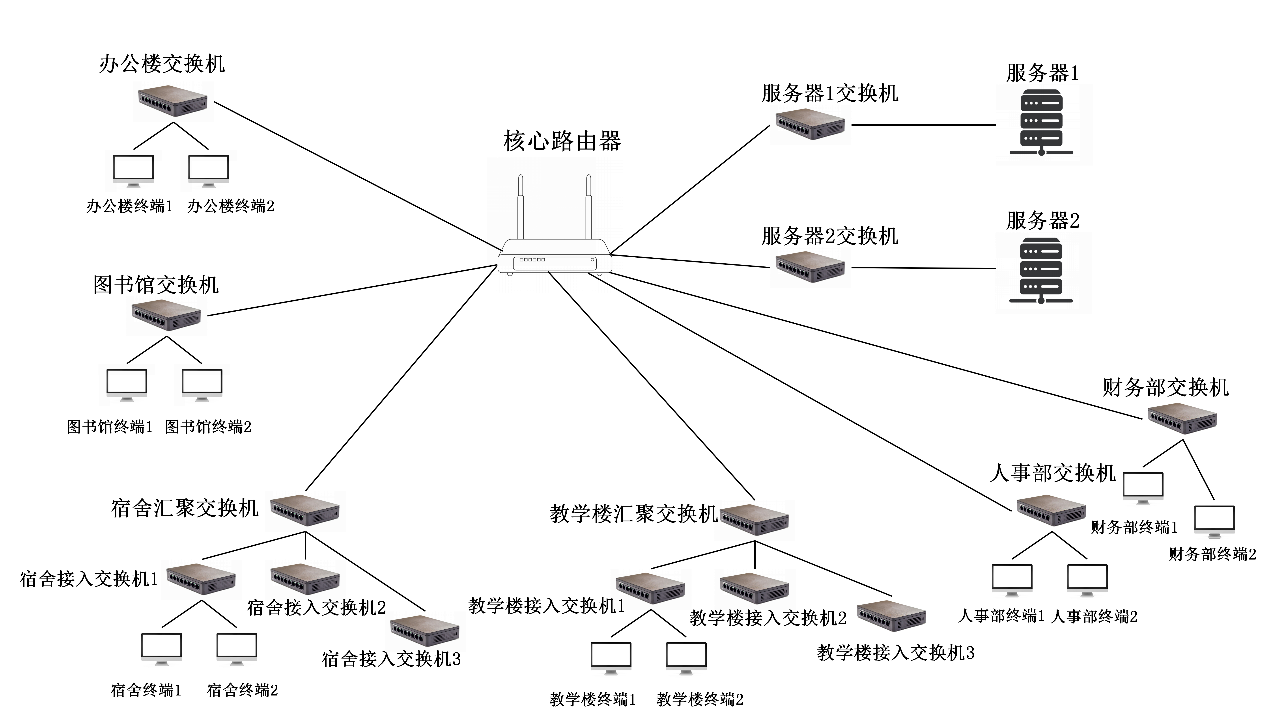 办公楼交换机
办公楼终端1
办公楼终端2
核心路由器
服务器1交换机
服务器1
服务器2交换机
服务器2
图书馆交换机
图书馆终端1
图书馆终端2
财务部交换机
财务部终端1
财务部终端2
人事部交换机
人事部终端1
人事部终端2
宿舍汇聚交换机
宿舍接入交换机1
宿舍接入交换机2
宿舍接入交换机3
宿舍终端1
宿舍终端2
教学楼汇聚交换机
教学楼接入交换机1
教学楼接入交换机2
教学楼接入交换机3
教学楼终端1
教学楼终端2